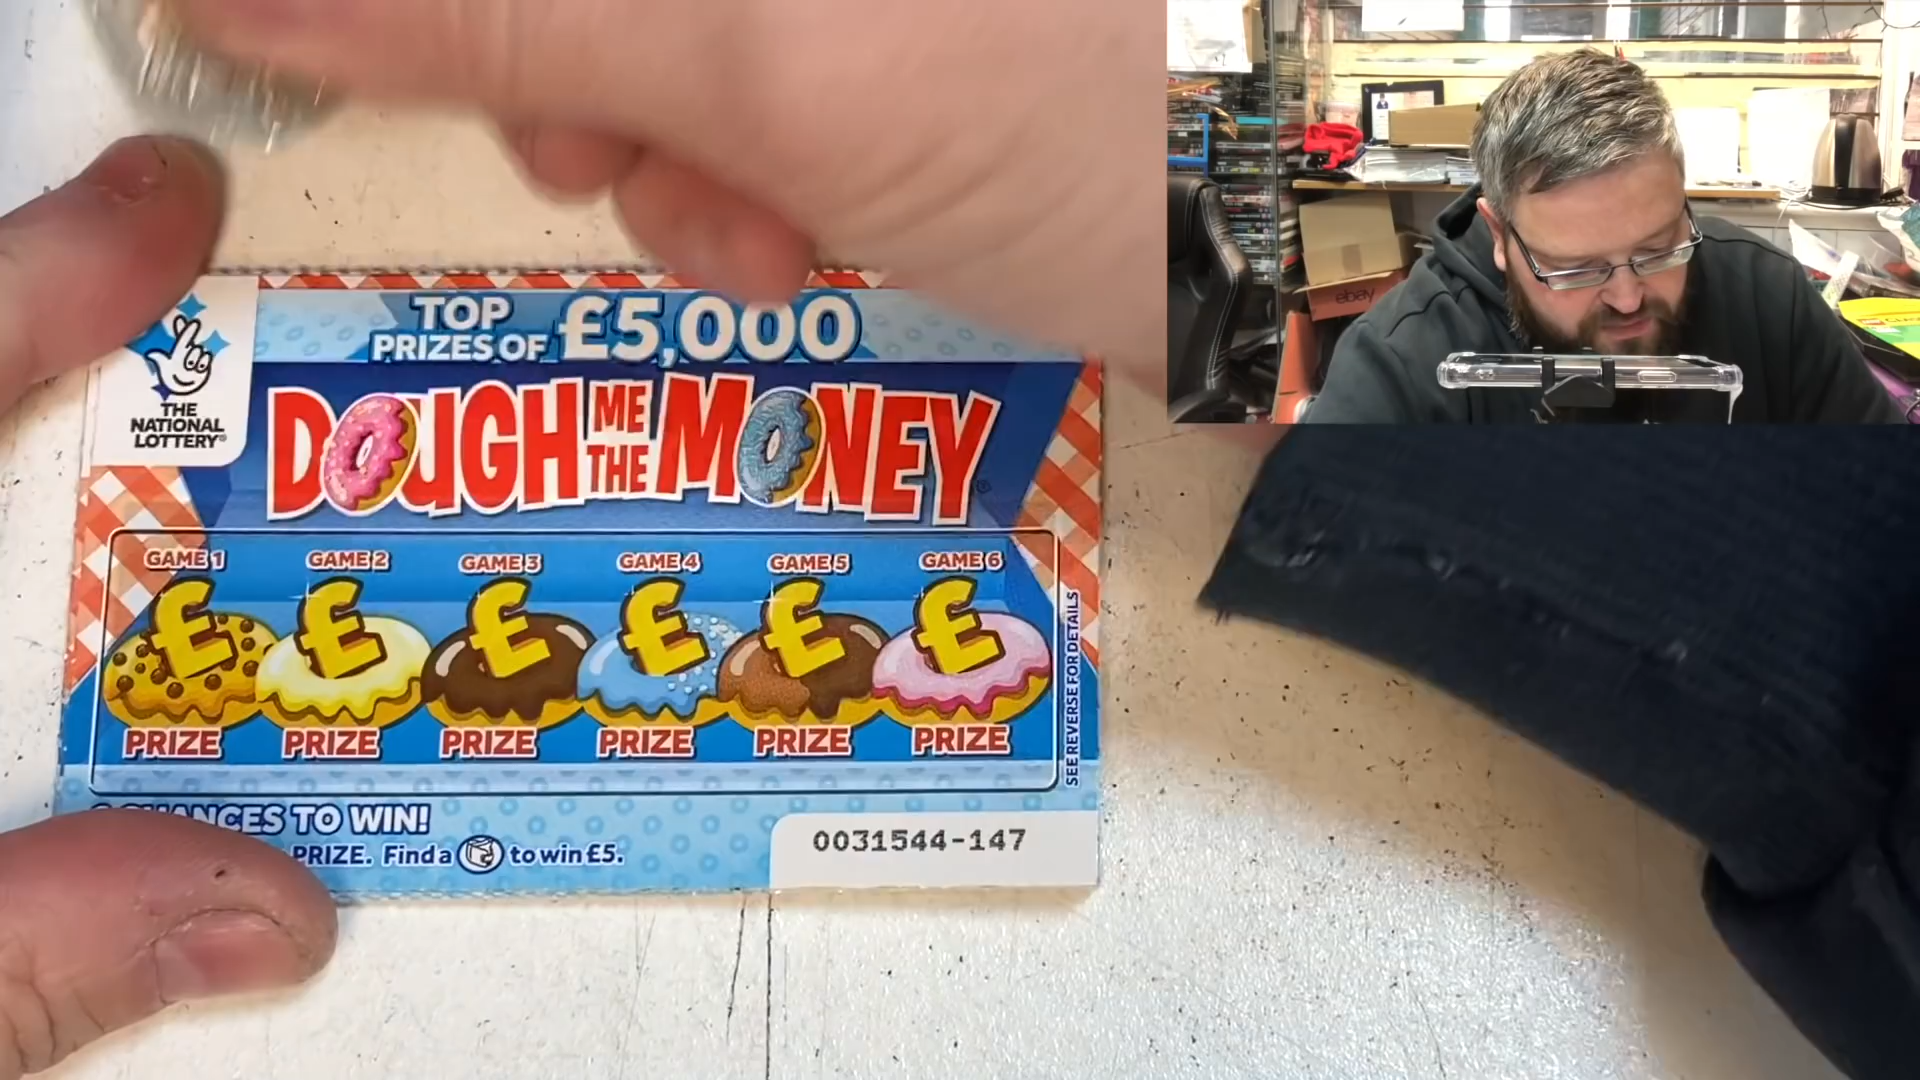 TOP
PRIZES OF £5,000
THE
NATIONAL
LOTTERY®
DOUGH ME THE MONEY
GAME 1 GAME 2 GAME 3 GAME 4 GAME 5 GAME 6
£ £ £ £ £ £
PRIZE PRIZE PRIZE PRIZE PRIZE PRIZE
SEE REVERSE FOR DETAILS
CHANCES TO WIN!
PRIZE. Find a to win £5.
0031544-147
ebay